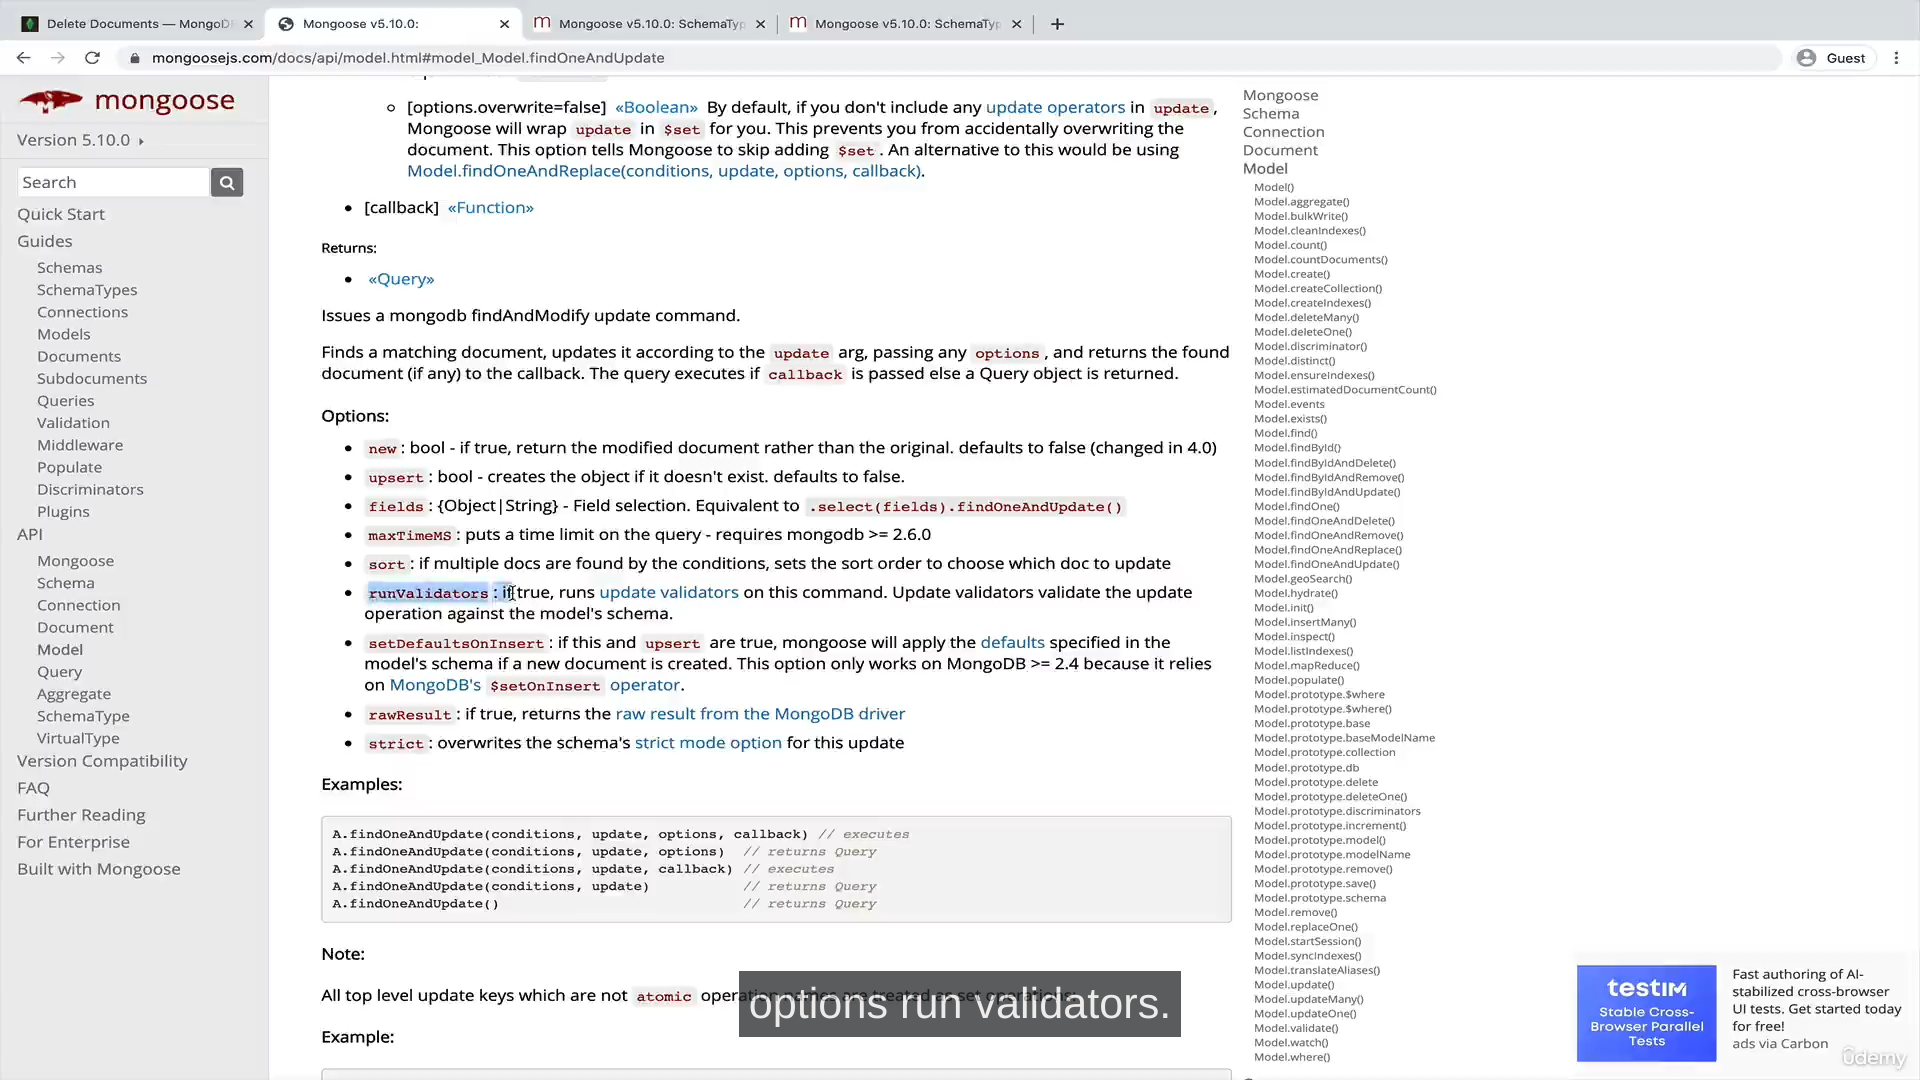 Delete Documents — MongoD
Mongoose v5.10.0:
Mongoose v5.10.0: SchemaTyp
Mongoose v5.10.0: SchemaTyp
mongoosejs.com/docs/api/model.html#model_Model.findOneAndUpdate
Guest
mongoose
Version 5.10.0
Search
Quick Start
Guides
Schemas
SchemaTypes
Connections
Models
Documents
Subdocuments
Queries
Validation
Middleware
Populate
Discriminators
Plugins
API
Mongoose
Schema
Connection
Document
Model
Query
Aggregate
SchemaType
VirtualType
Version Compatibility
FAQ
Further Reading
For Enterprise
Built with Mongoose
[options.overwrite=false] «Boolean» By default, if you don't include any update operators in update,
Mongoose will wrap update in $set for you. This prevents you from accidentally overwriting the
document. This option tells Mongoose to skip adding $set. An alternative to this would be using
Model.findOneAndReplace(conditions, update, options, callback).
[callback] «Function»
Returns:
«Query»
Issues a mongodb findAndModify update command.
Finds a matching document, updates it according to the update arg, passing any options, and returns the found
document (if any) to the callback. The query executes if callback is passed else a Query object is returned.
Options:
new: bool - if true, return the modified document rather than the original. defaults to false (changed in 4.0)
upsert: bool - creates the object if it doesn't exist. defaults to false.
fields: {Object|String} - Field selection. Equivalent to .select(fields).findOneAndUpdate()
maxTimeMS: puts a time limit on the query - requires mongodb >= 2.6.0
sort: if multiple docs are found by the conditions, sets the sort order to choose which doc to update
runValidators: if true, runs update validators on this command. Update validators validate the update
operation against the model's schema.
setDefaultsOnInsert: if this and upsert are true, mongoose will apply the defaults specified in the
model's schema if a new document is created. This option only works on MongoDB >= 2.4 because it relies
on MongoDB's $setOnInsert operator.
rawResult: if true, returns the raw result from the MongoDB driver
strict: overwrites the schema's strict mode option for this update
Examples:
A.findOneAndUpdate(conditions, update, options, callback) // executes
A.findOneAndUpdate(conditions, update, options)  // returns Query
A.findOneAndUpdate(conditions, update, callback) // executes
A.findOneAndUpdate(conditions, update)           // returns Query
A.findOneAndUpdate()                             // returns Query
Note:
All top level update keys which are not atomic operation names are treated as set operations:
options run validators.
Example:
Mongoose
Schema
Connection
Document
Model
Model()
Model.aggregate()
Model.bulkWrite()
Model.cleanIndexes()
Model.count()
Model.countDocuments()
Model.create()
Model.createCollection()
Model.createIndexes()
Model.deleteMany()
Model.deleteOne()
Model.discriminator()
Model.distinct()
Model.ensureIndexes()
Model.estimatedDocumentCount()
Model.events
Model.exists()
Model.find()
Model.findById()
Model.findByIdAndDelete()
Model.findByIdAndRemove()
Model.findByIdAndUpdate()
Model.findOne()
Model.findOneAndDelete()
Model.findOneAndRemove()
Model.findOneAndReplace()
Model.findOneAndUpdate()
Model.geoSearch()
Model.hydrate()
Model.init()
Model.insertMany()
Model.inspect()
Model.listIndexes()
Model.mapReduce()
Model.populate()
Model.prototype.$where
Model.prototype.$where()
Model.prototype.base
Model.prototype.baseModelName
Model.prototype.collection
Model.prototype.db
Model.prototype.delete
Model.prototype.deleteOne()
Model.prototype.discriminators
Model.prototype.increment()
Model.prototype.model()
Model.prototype.modelName
Model.prototype.remove()
Model.prototype.save()
Model.prototype.schema
Model.remove()
Model.replaceOne()
Model.startSession()
Model.syncIndexes()
Model.translateAliases()
Model.update()
Model.updateMany()
Model.updateOne()
Model.validate()
Model.watch()
Model.where()
testim
Stable Cross-
Browser Parallel
Tests
Fast authoring of AI-
stabilized cross-browser
UI tests. Get started today
for free!
ads via Carbon
ûdemy